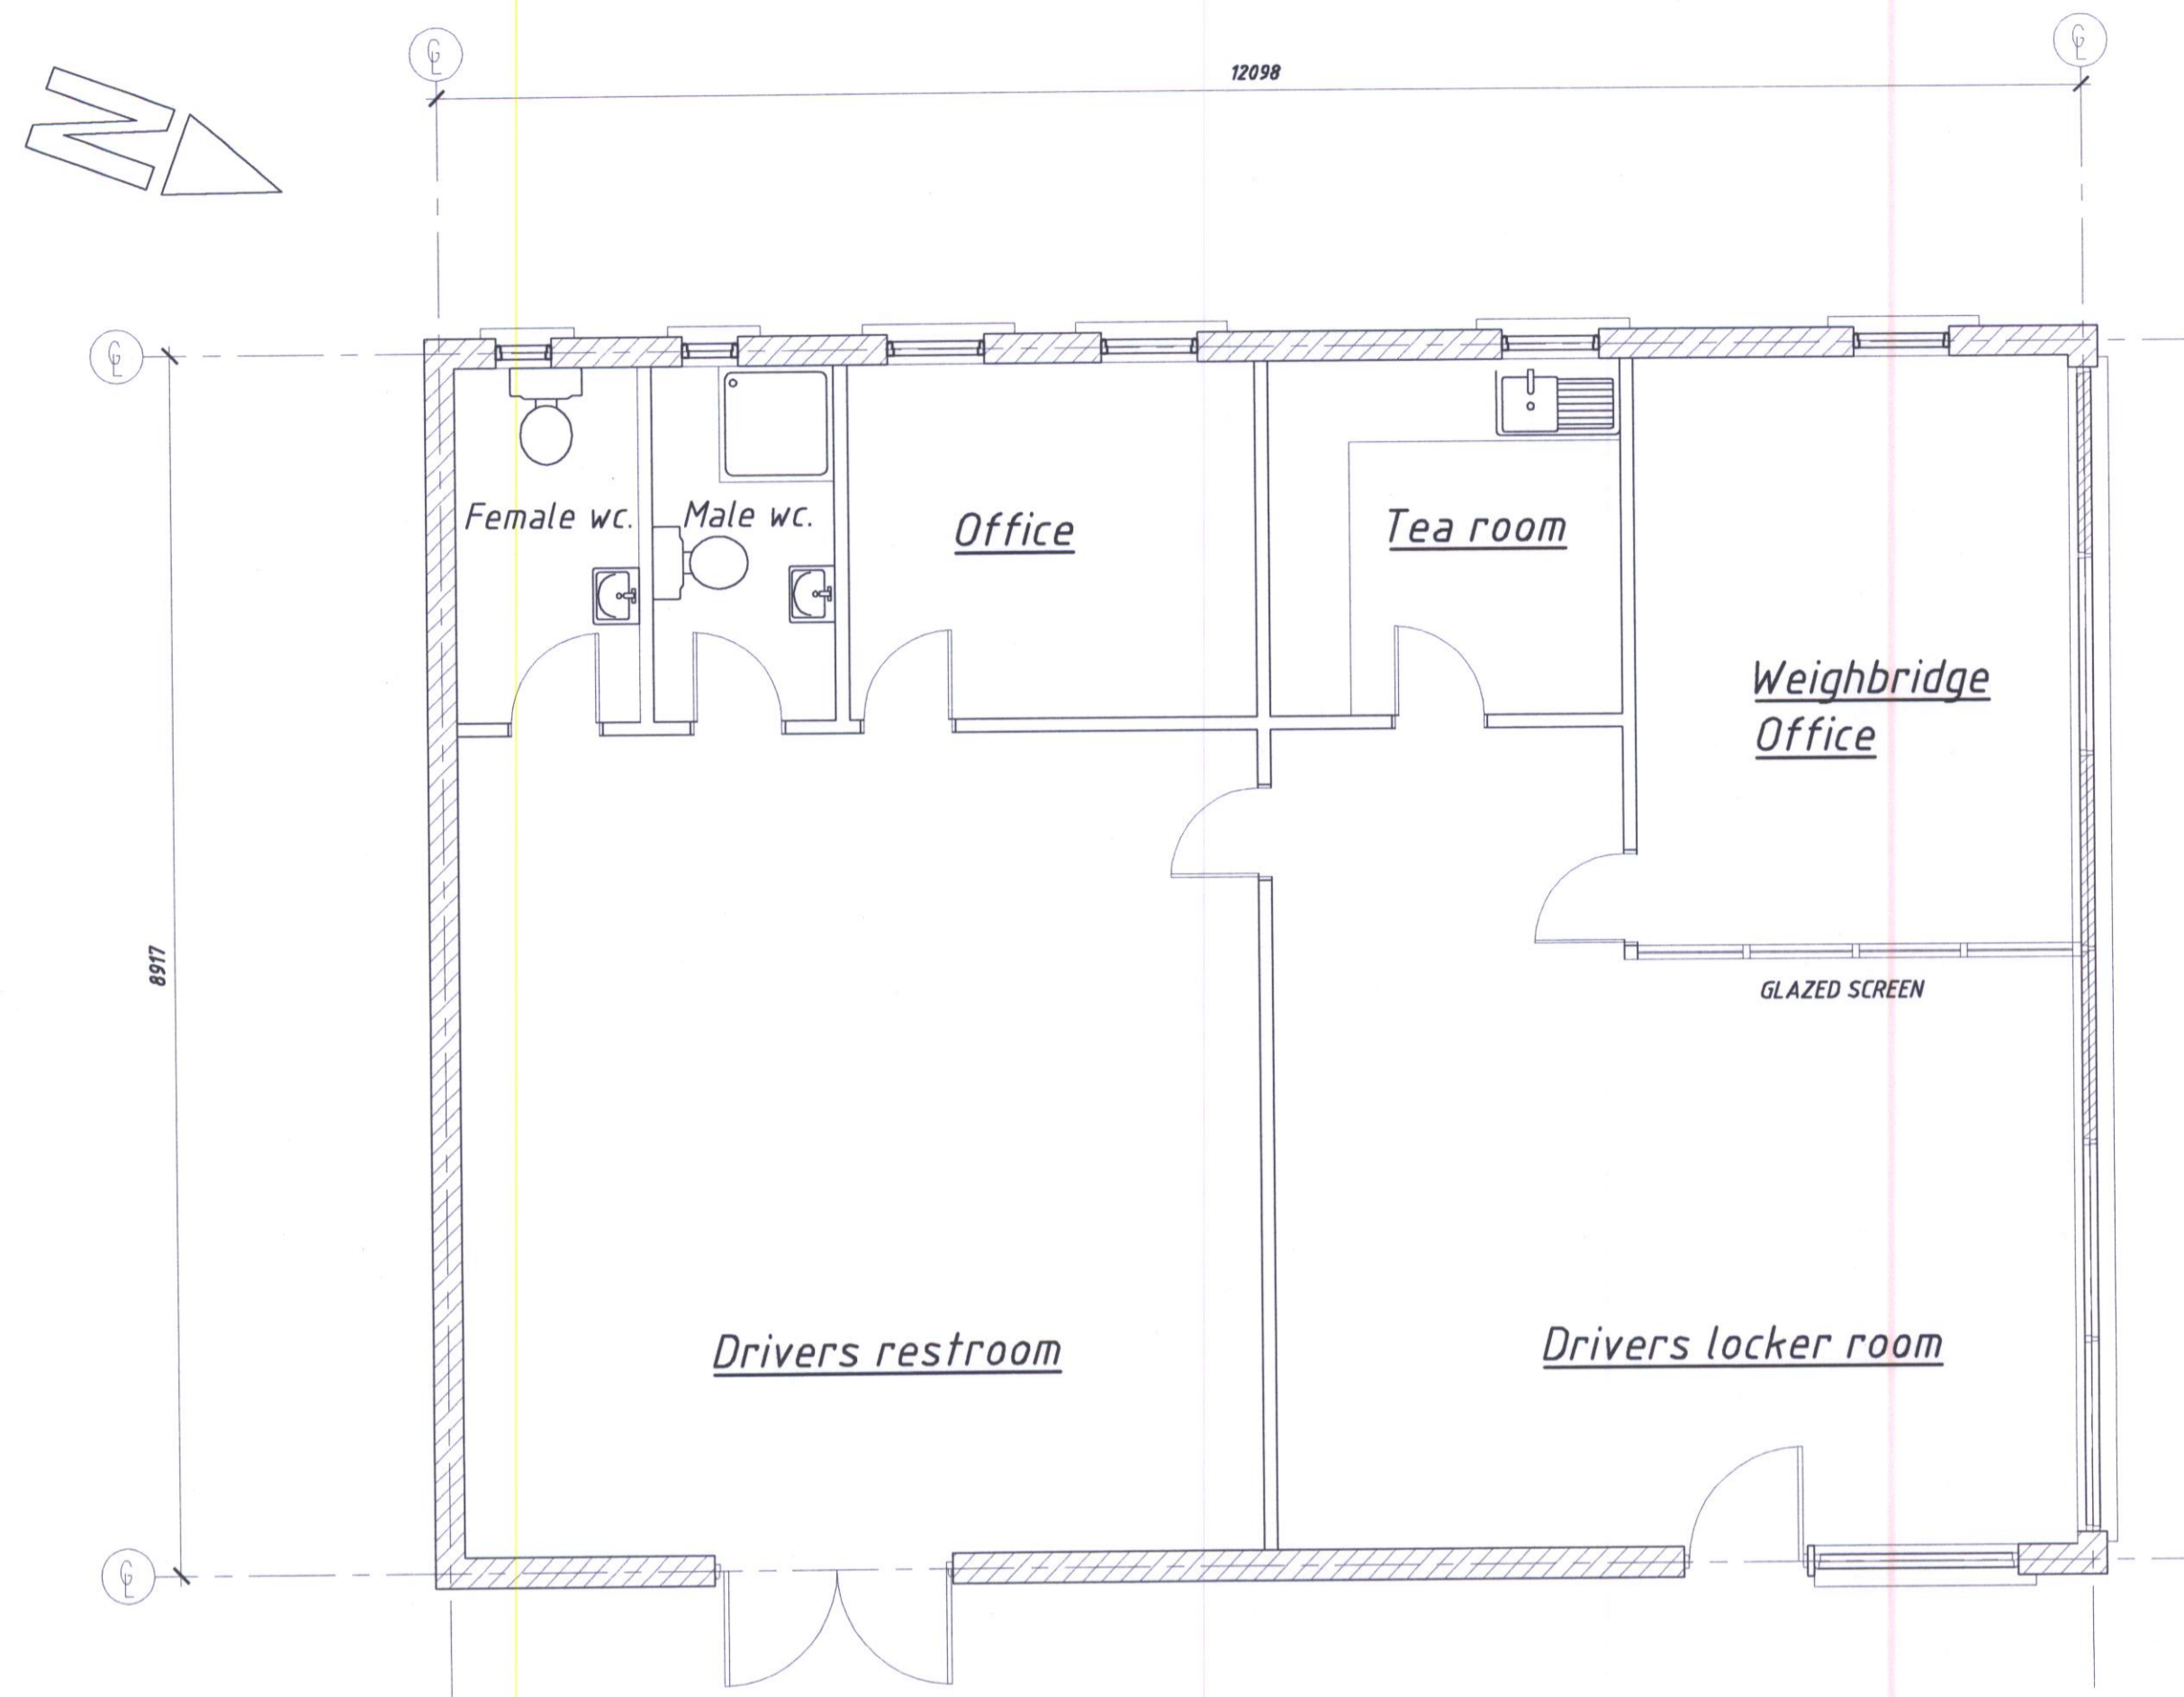 ℄
℄
12098
N
℄
Female wc.
Male wc.
Office
Tea room
Weighbridge
Office
8917
GLAZED SCREEN
Drivers restroom
Drivers locker room
℄